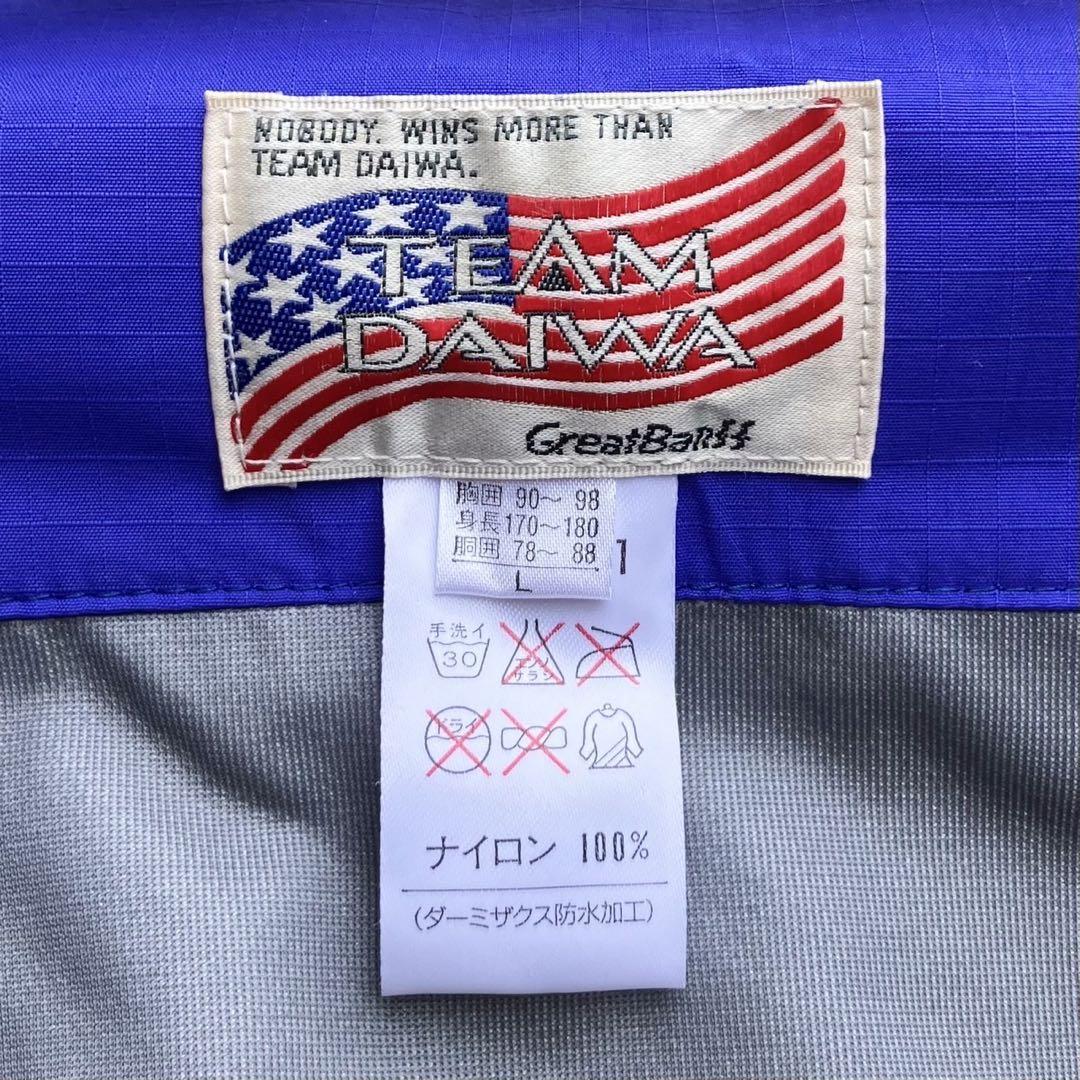 NOBODY. WINS MORE THAN
TEAM DAIWA.
TEAM
DAIWA
GreatBanff
胸囲 90～ 98
身長170～180
胴囲 78～ 88
L
1
手洗イ
30
エンソ
サラシ
ドライ
ナイロン 100%
(ダーミザクス防水加工)